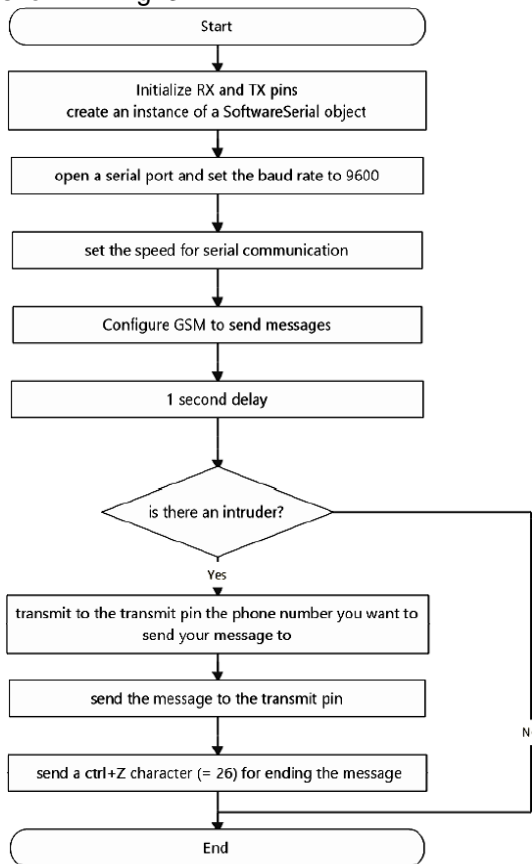 Start
Initialize RX and TX pins
create an instance of a SoftwareSerial object
open a serial port and set the baud rate to 9600
set the speed for serial communication
Configure GSM to send messages
1 second delay
is there an intruder?
Yes
transmit to the transmit pin the phone number you want to
send your message to
send the message to the transmit pin
N
send a ctrl+Z character (= 26) for ending the message
End